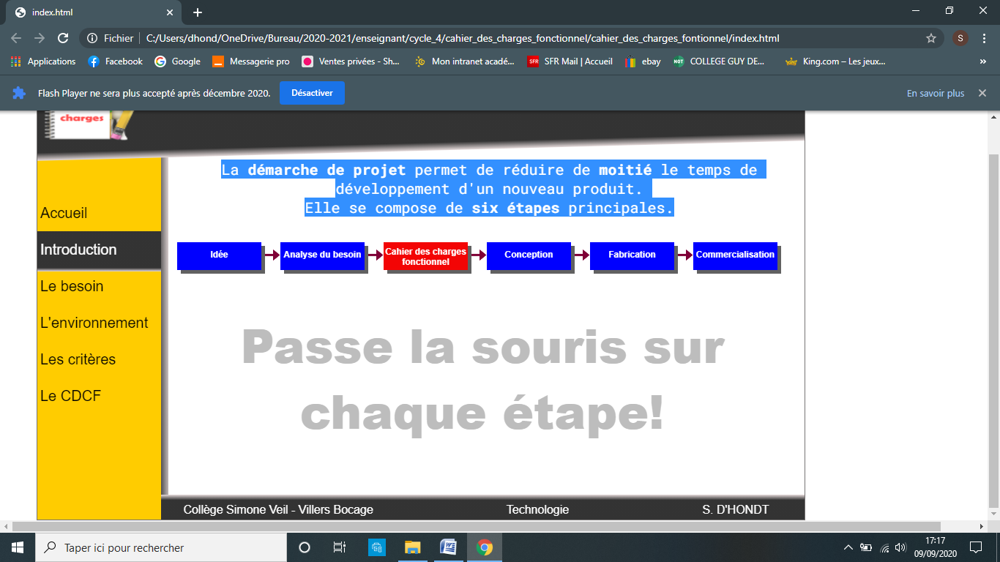 index.html
Fichier
C:/Users/dhond/OneDrive/Bureau/2020-2021/enseignant/cycle_4/cahier_des_charges_fonctionnel/cahier_des_charges_fontionnel/index.html
S
Applications
Facebook
Google
Messagerie pro
Ventes privées - Sh...
Mon intranet acadé...
SFR
SFR Mail | Accueil
ebay
COLLEGE GUY DE...
King.com – Les jeux...
»
Flash Player ne sera plus accepté après décembre 2020.
Désactiver
En savoir plus
charges
La démarche de projet permet de réduire de moitié le temps de
développement d'un nouveau produit.
Elle se compose de six étapes principales.
Accueil
Introduction
Le besoin
L'environnement
Les critères
Le CDCF
Idée
Analyse du besoin
Cahier des charges
fonctionnel
Conception
Fabrication
Commercialisation
Passe la souris sur
chaque étape!
Collège Simone Veil - Villers Bocage
Technologie
S. D'HONDT
Taper ici pour rechercher
17:17
09/09/2020